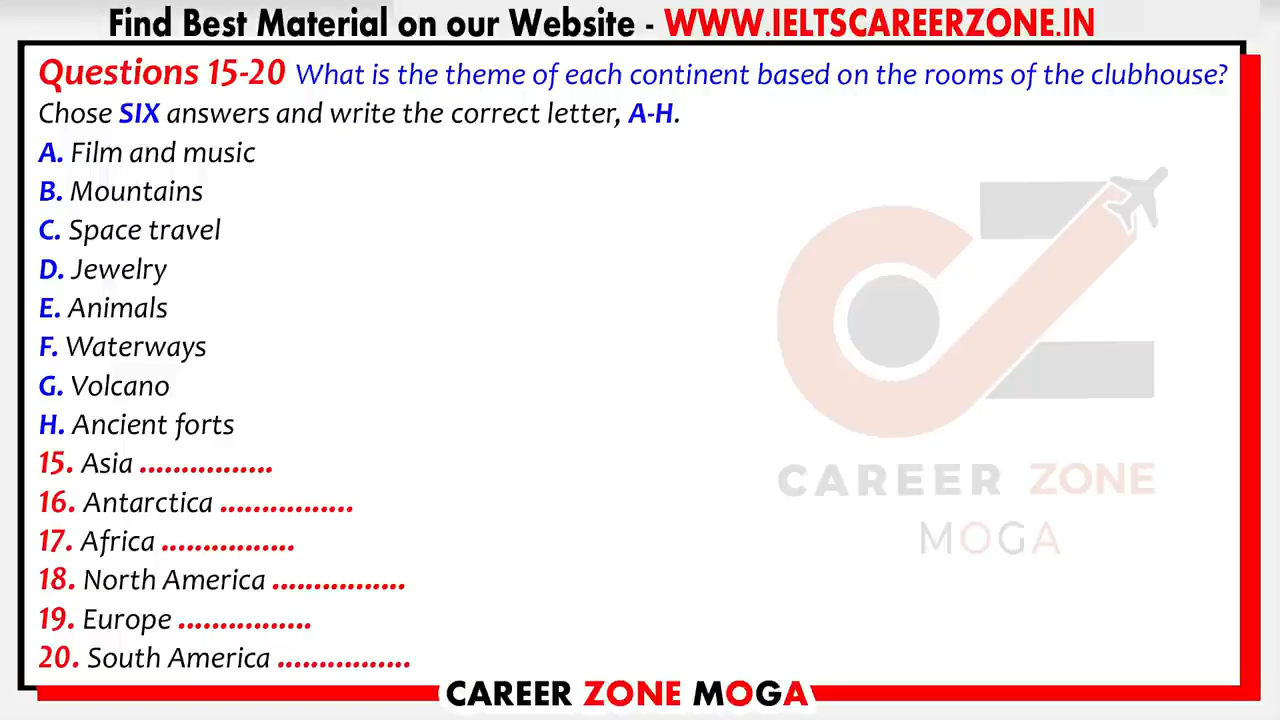 Find Best Material on our Website - WWW.IELTSCAREERZONE.IN
Questions 15-20 What is the theme of each continent based on the rooms of the clubhouse?
Chose SIX answers and write the correct letter, A-H.
A. Film and music
B. Mountains
C. Space travel
D. Jewelry
E. Animals
F. Waterways
G. Volcano
H. Ancient forts
15. Asia ................
16. Antarctica ................
17. Africa ................
18. North America ................
19. Europe ................
20. South America ................
CAREER ZONE
MOGA
CAREER ZONE MOGA